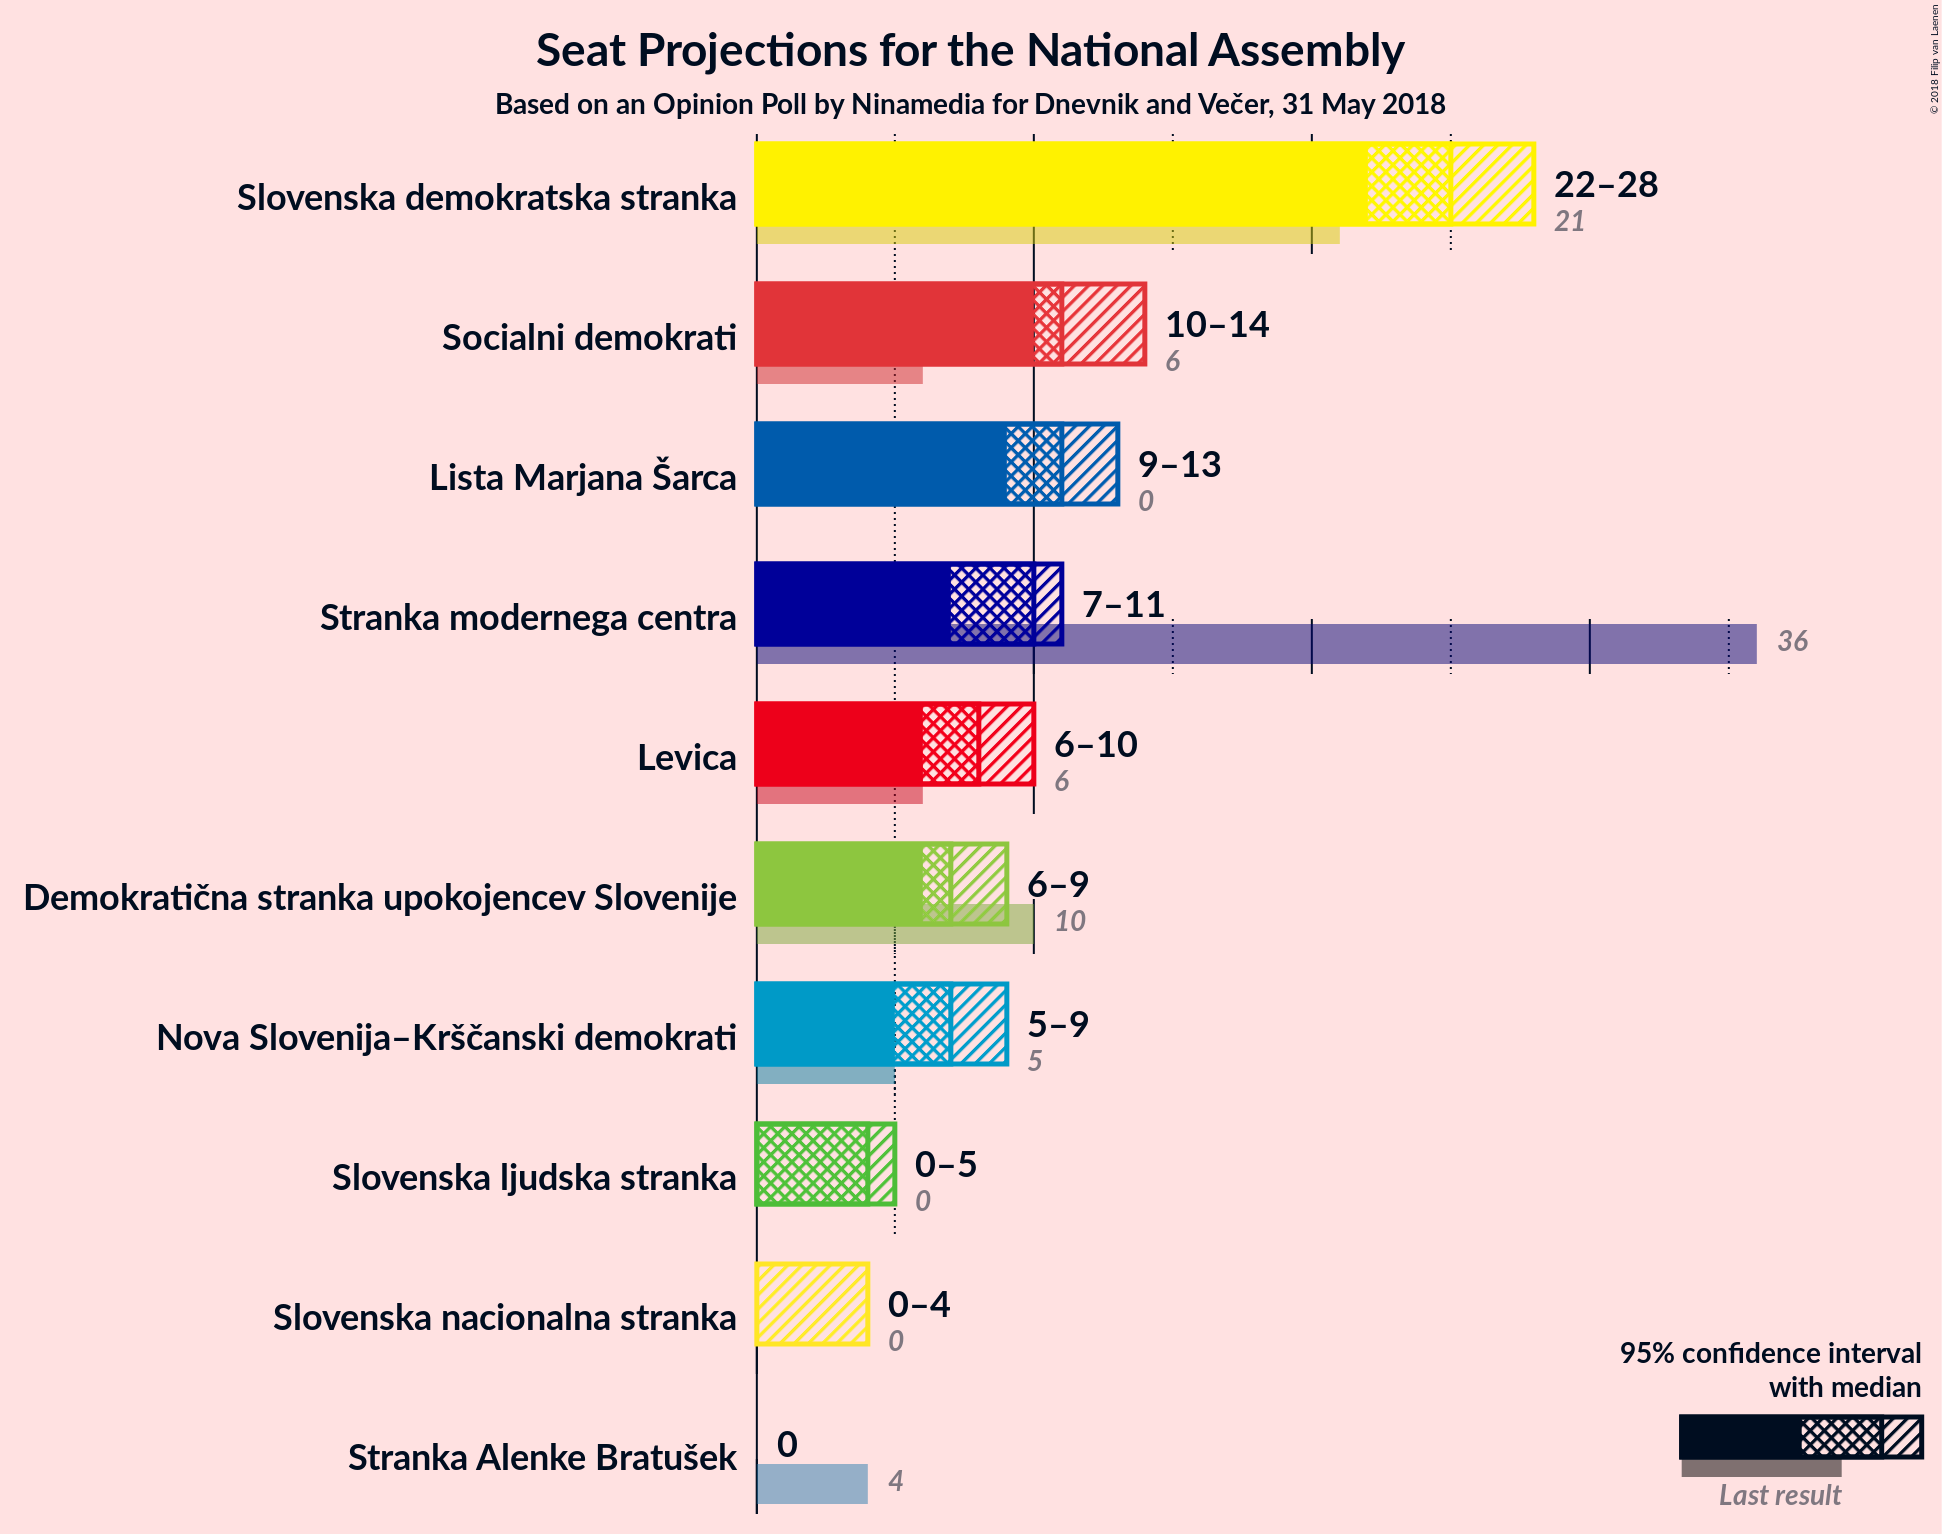 Seat Projections for the National Assembly
Based on an Opinion Poll by Ninamedia for Dnevnik and Večer, 31 May 2018
© 2018 Filip van Laenen
Slovenska demokratska stranka
22–28
21
Socialni demokrati
10–14
6
Lista Marjana Šarca
9–13
0
Stranka modernega centra
7–11
36
Levica
6–10
6
Demokratična stranka upokojencev Slovenije
6–9
10
Nova Slovenija–Krščanski demokrati
5–9
5
Slovenska ljudska stranka
0–5
0
Slovenska nacionalna stranka
0–4
0
Stranka Alenke Bratušek
0
4
95% confidence interval
with median
Last result